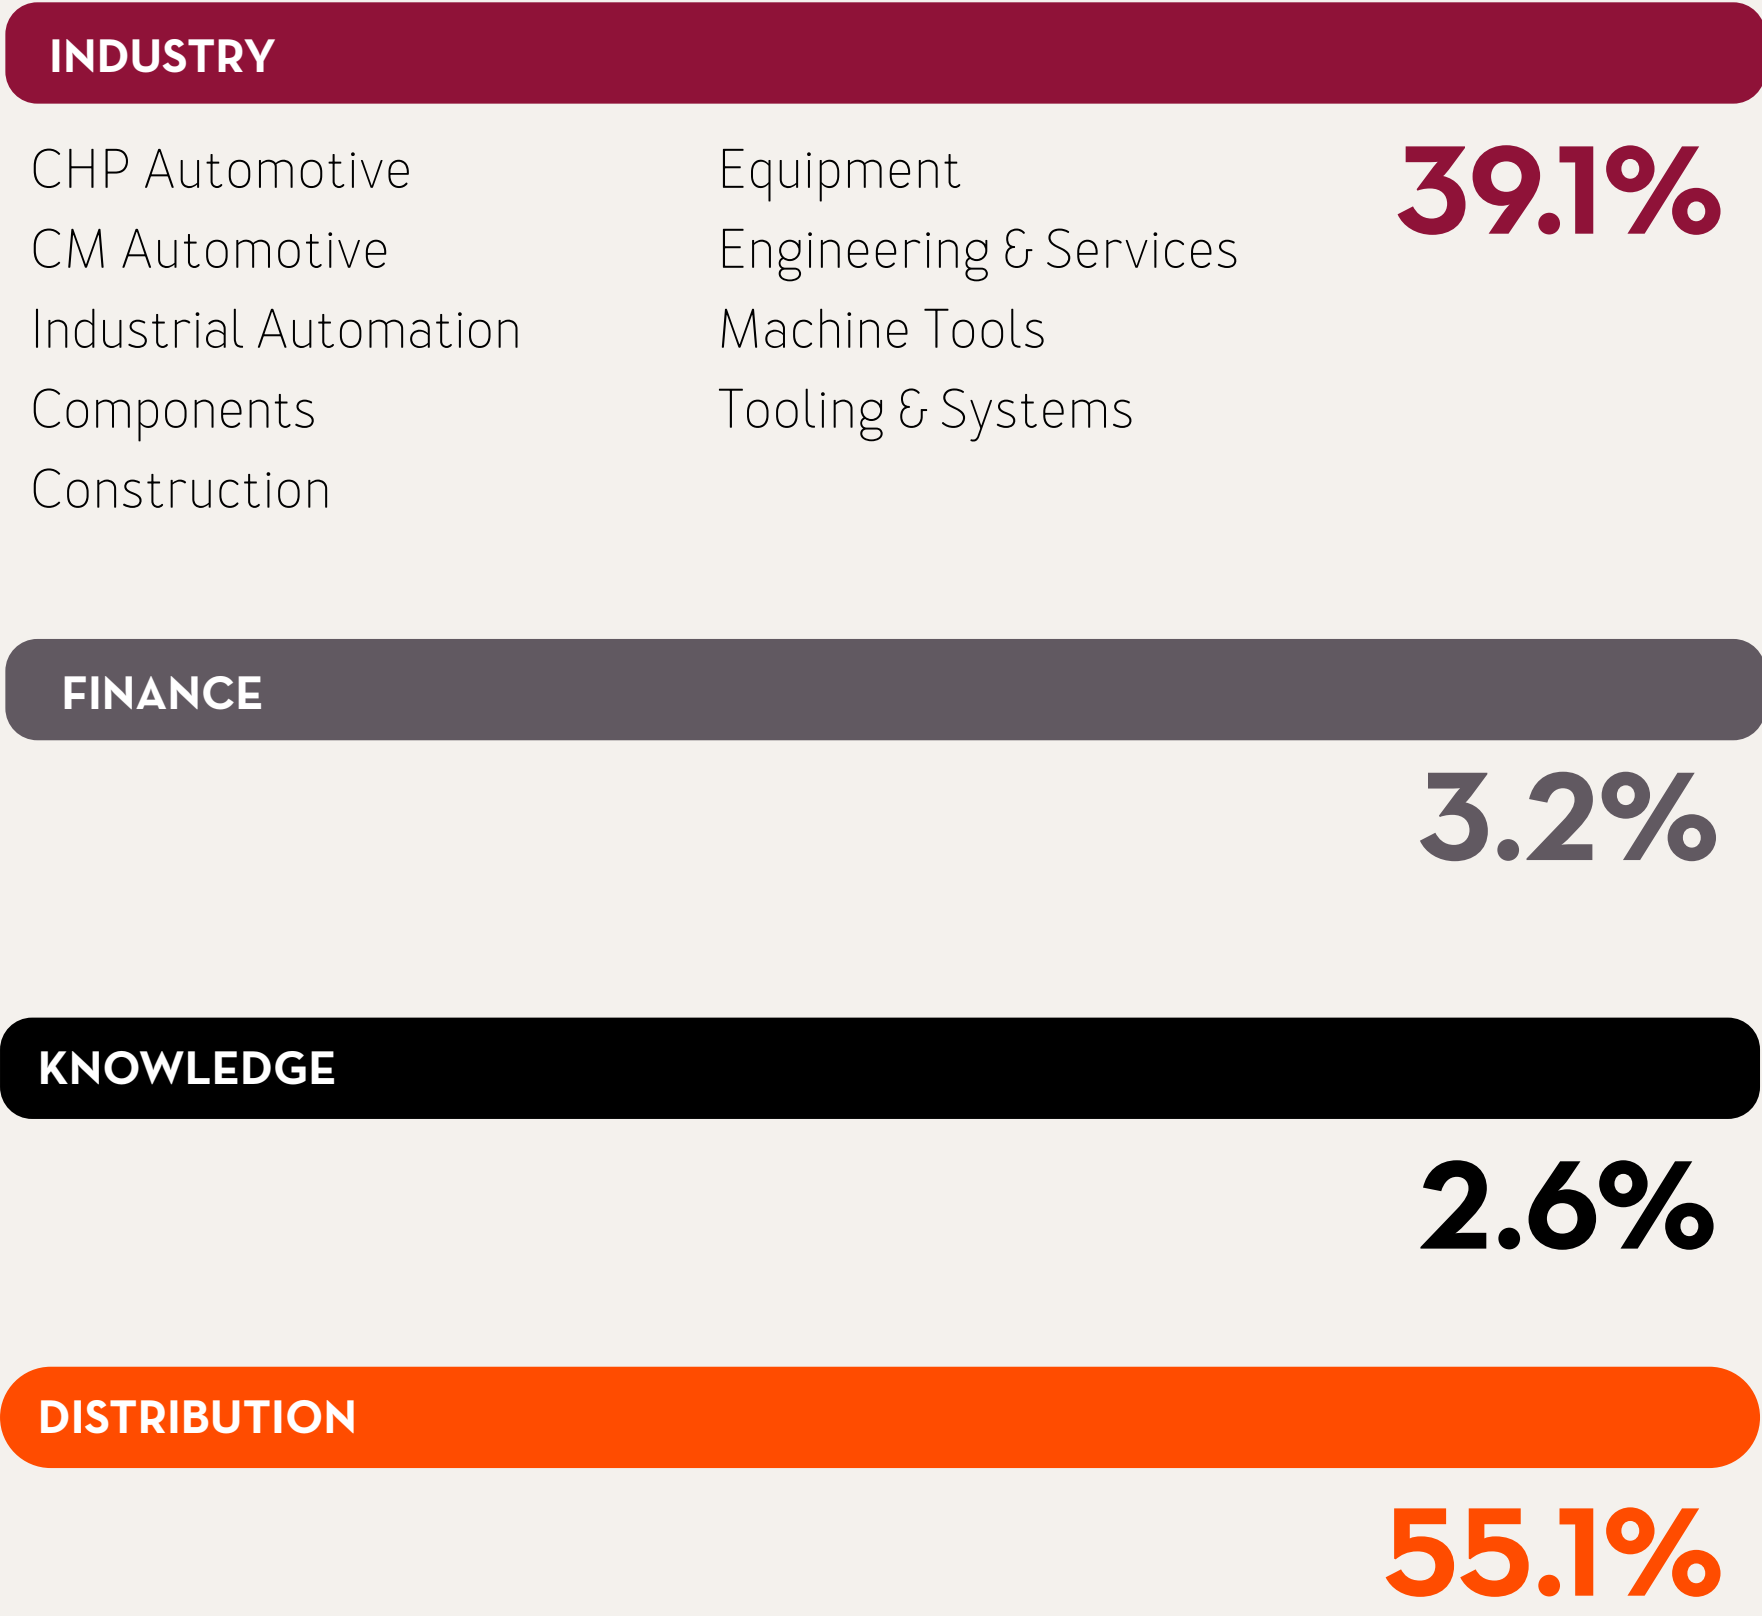 INDUSTRY
CHP Automotive
CM Automotive
Industrial Automation
Components
Construction
Equipment
Engineering & Services
Machine Tools
Tooling & Systems
39.1%
FINANCE
3.2%
KNOWLEDGE
2.6%
DISTRIBUTION
55.1%